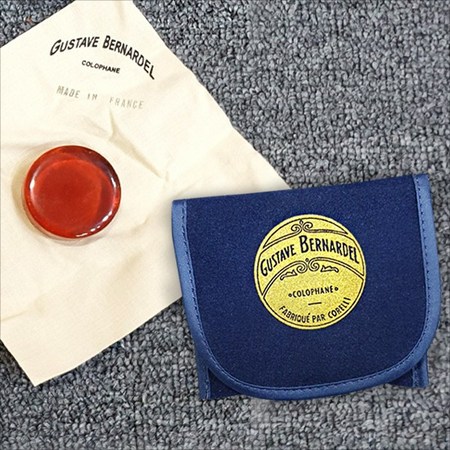 GUSTAVE BERNARDEL
COLOPHANE
MADE IN FRANCE
GUSTAVE BERNARDEL
COLOPHANE
FABRIQUÉ PAR CORELLI